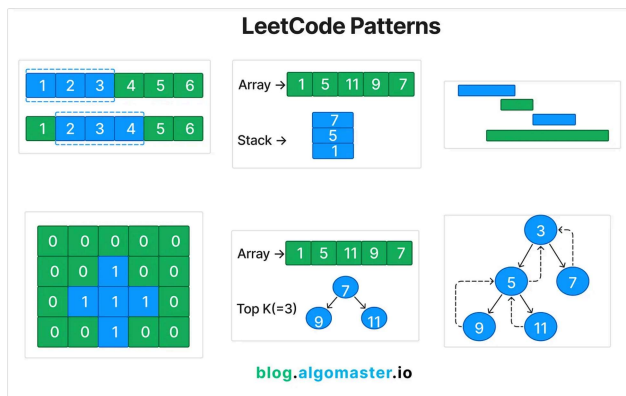 LeetCode Patterns
1 2 3 4 5 6
1 2 3 4 5 6
Array → 1 5 11 9 7
Stack →
7
5
1
0 0 0 0 0
0 0 1 0 0
0 1 1 1 0
0 0 1 0 0
Array → 1 5 11 9 7
Top K(=3)
7
9 11
3
5 7
9 11
blog.algomaster.io